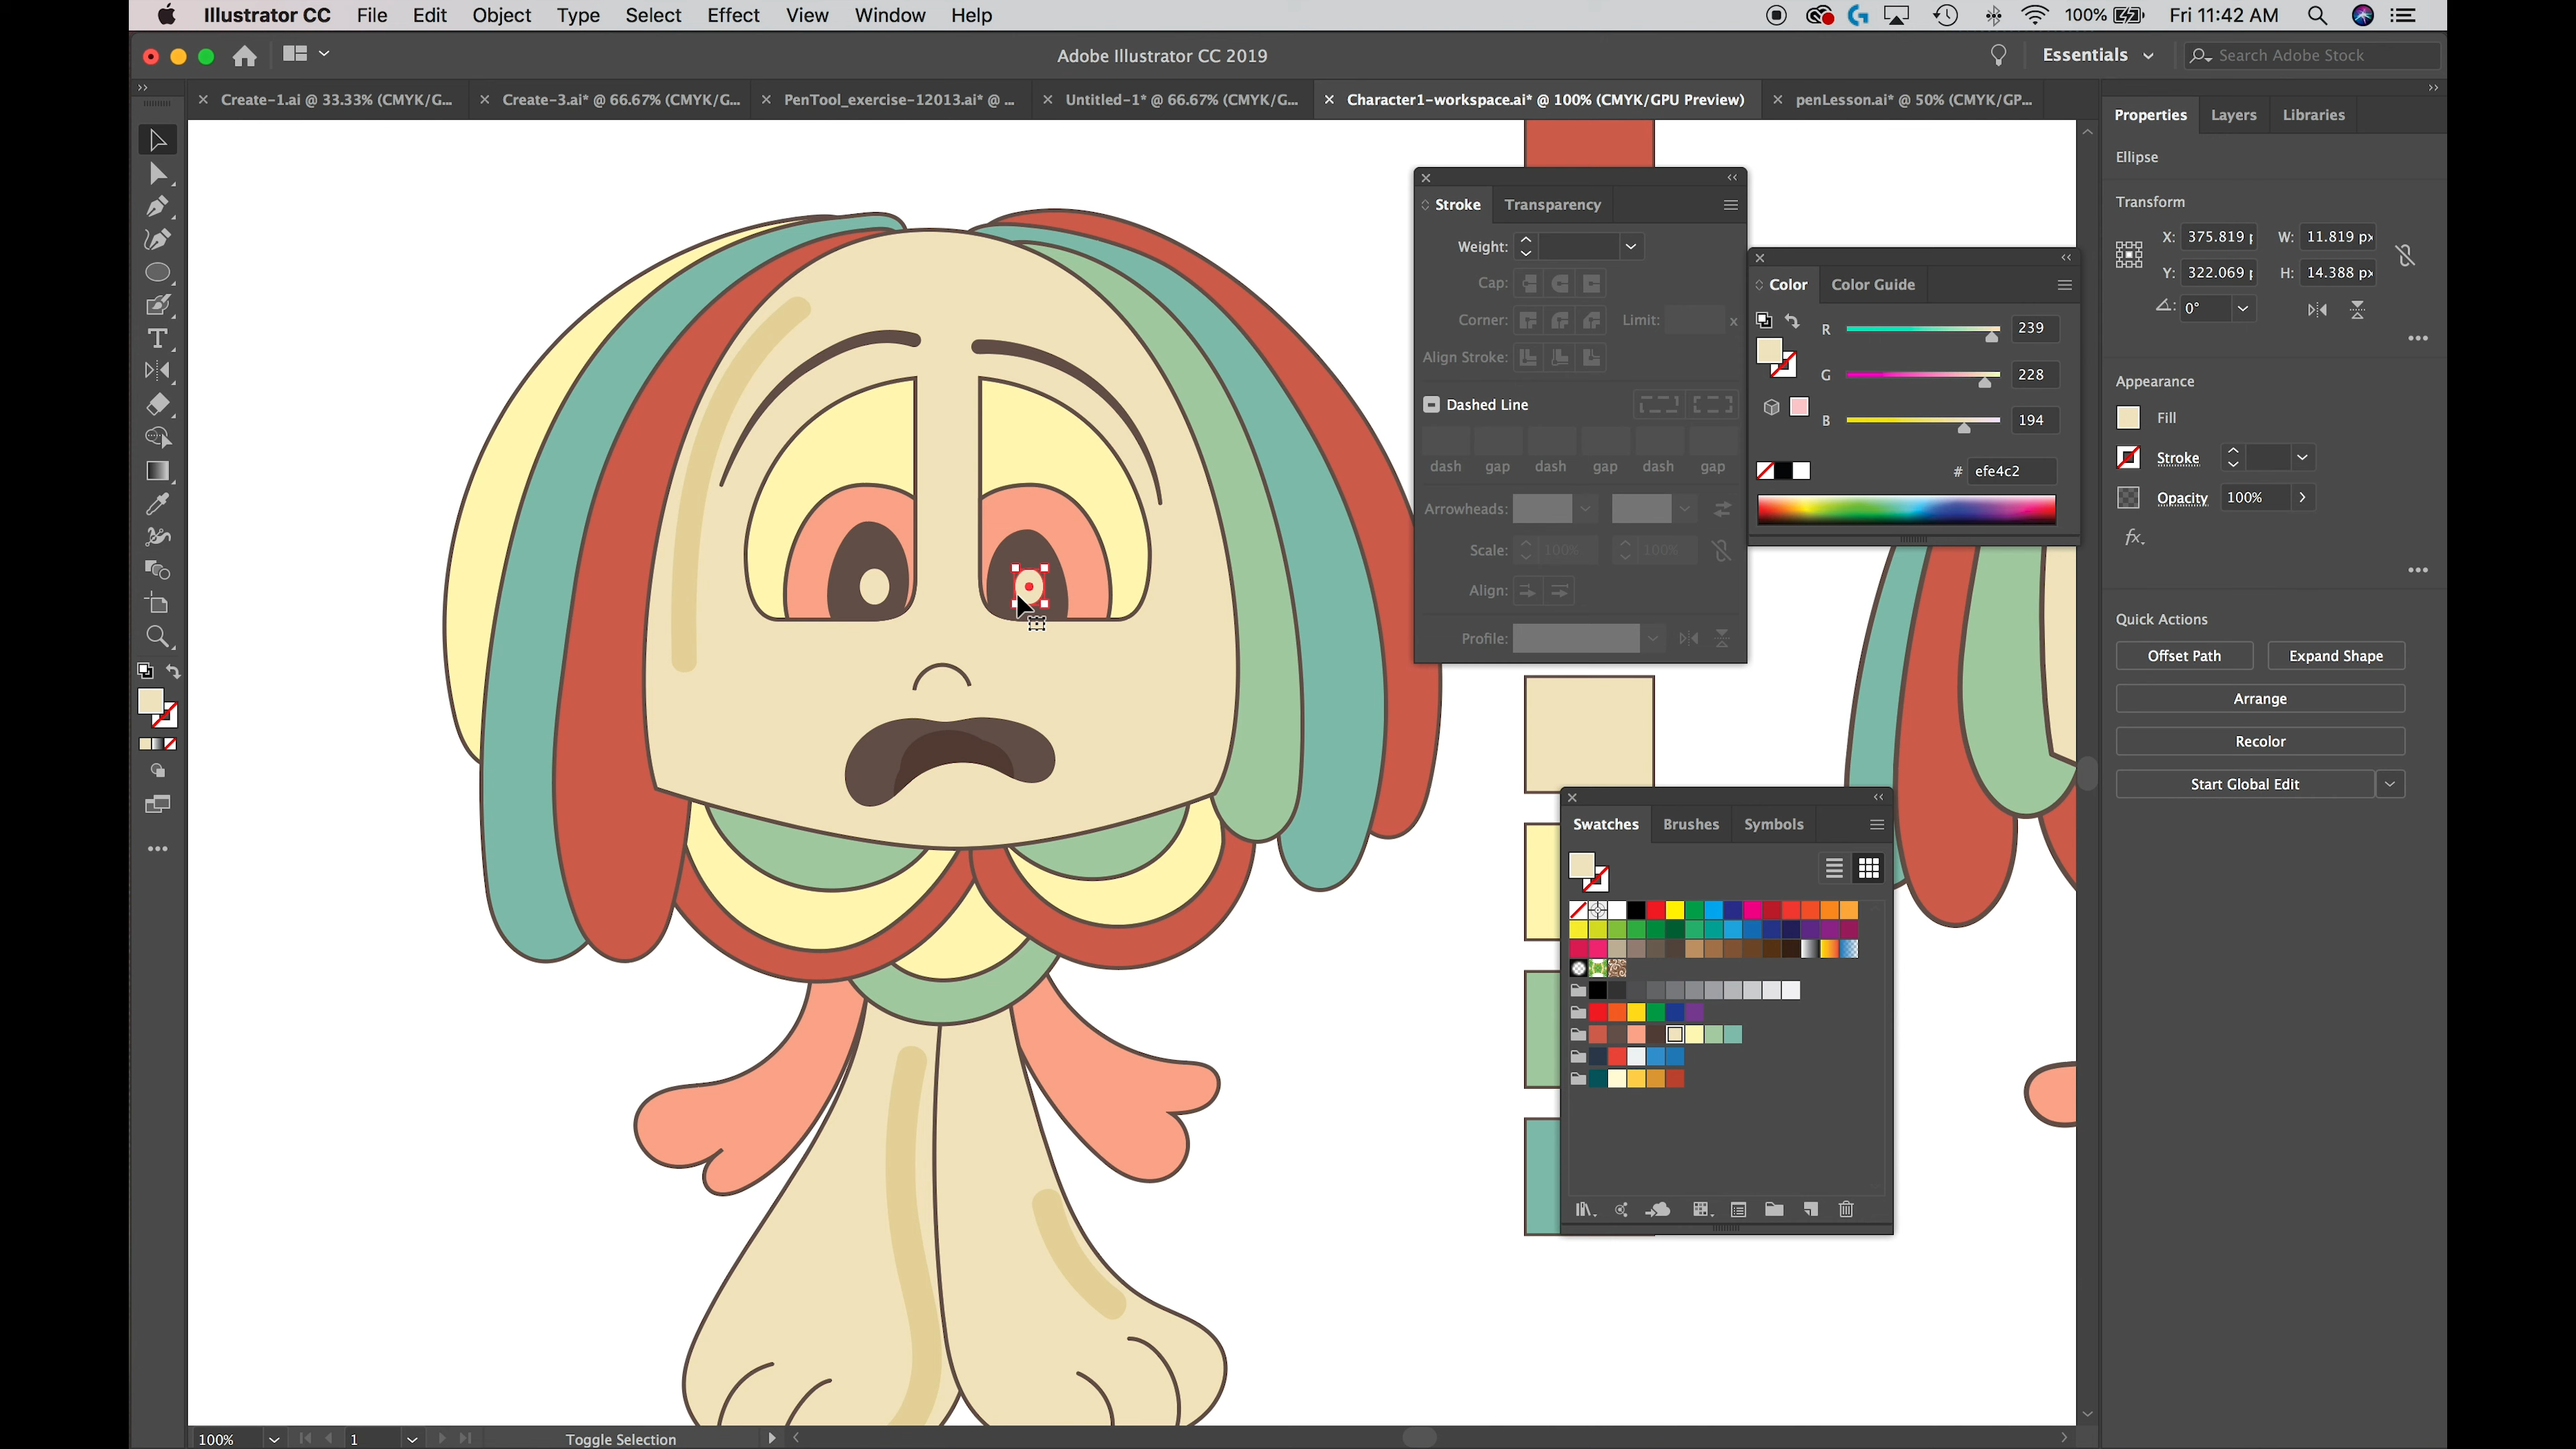 Illustrator CC File Edit Object Type Select Effect View Window Help 100% Fri 11:42 AM
Adobe Illustrator CC 2019 Essentials Search Adobe Stock
Create-1.ai @ 33.33% (CMYK/G... Create-3.ai* @ 66.67% (CMYK/G... PenTool_exercise-12013.ai* @ ... Untitled-1* @ 66.67% (CMYK/G... Character1-workspace.ai* @ 100% (CMYK/GPU Preview) penLesson.ai* @ 50% (CMYK/GP...
Properties Layers Libraries
Ellipse
Transform
X: 375.819 W: 11.819 px
Y: 322.069 H: 14.388 px
0°
Appearance
Fill
Stroke
Opacity 100%
fx.
Quick Actions
Offset Path Expand Shape
Arrange
Recolor
Start Global Edit
Stroke Transparency
Weight:
Cap:
Corner: Limit: x
Align Stroke:
Dashed Line
dash gap dash gap dash gap
Arrowheads:
Scale: 100% 100%
Align:
Profile:
Color Color Guide
R 239
G 228
B 194
# efe4c2
Swatches Brushes Symbols
100% 1 Toggle Selection